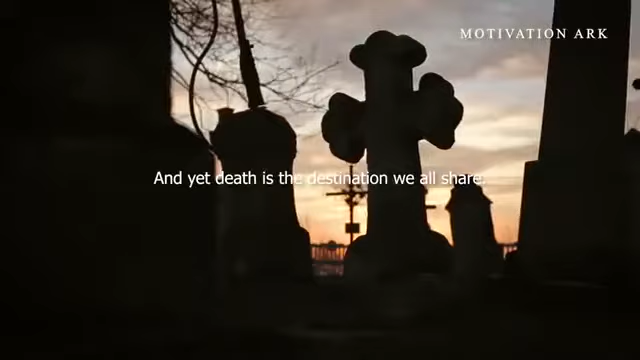 MOTIVATION ARK
And yet death is the destination we all share.